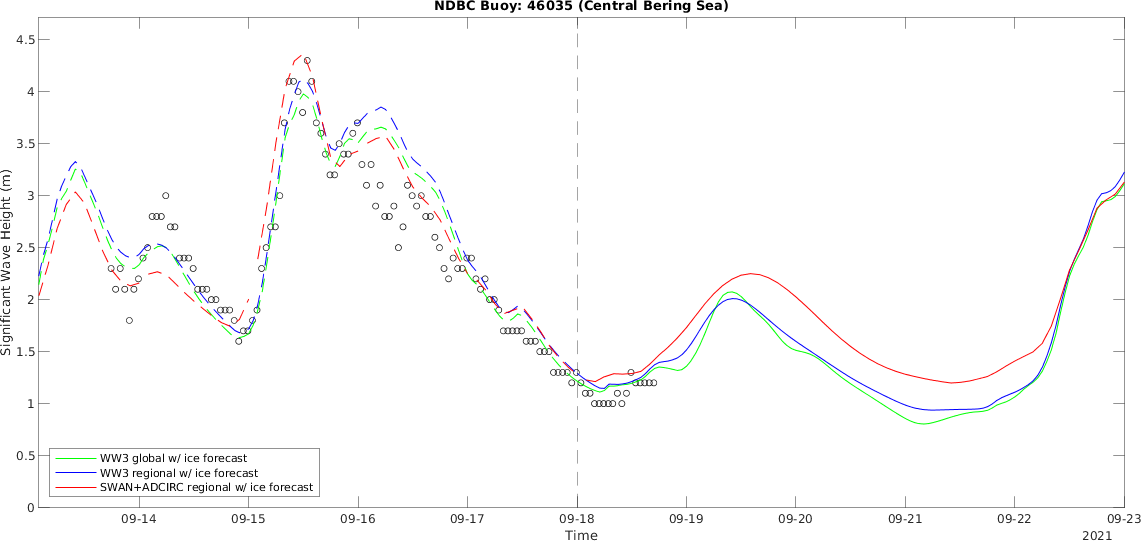 NDBC Buoy: 46035 (Central Bering Sea)
4.5
4
3.5
3
2.5
2
1.5
1
0.5
0
Significant Wave Height (m)
WW3 global w/ ice forecast
WW3 regional w/ ice forecast
SWAN+ADCIRC regional w/ ice forecast
09-14 09-15 09-16 09-17 09-18 09-19 09-20 09-21 09-22 09-23
Time
2021